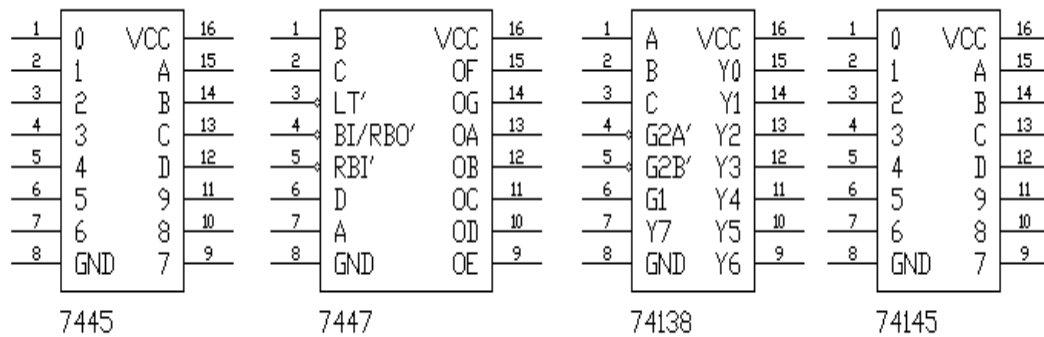 1 0 VCC 16 1 B VCC 16 1 A VCC 16 1 0 VCC 16
2 1 A 15 2 C OF 15 2 B Y0 15 2 1 A 15
3 2 B 14 3 LT' OG 14 3 C Y1 14 3 2 B 14
4 3 C 13 4 BI/RBO' OA 13 4 G2A' Y2 13 4 3 C 13
5 4 D 12 5 RBI' OB 12 5 G2B' Y3 12 5 4 D 12
6 5 9 11 6 D OC 11 6 G1 Y4 11 6 5 9 11
7 6 8 10 7 A OD 10 7 Y7 Y5 10 7 6 8 10
8 GND 7 9 8 GND OE 9 8 GND Y6 9 8 GND 7 9
7445 7447 74138 74145